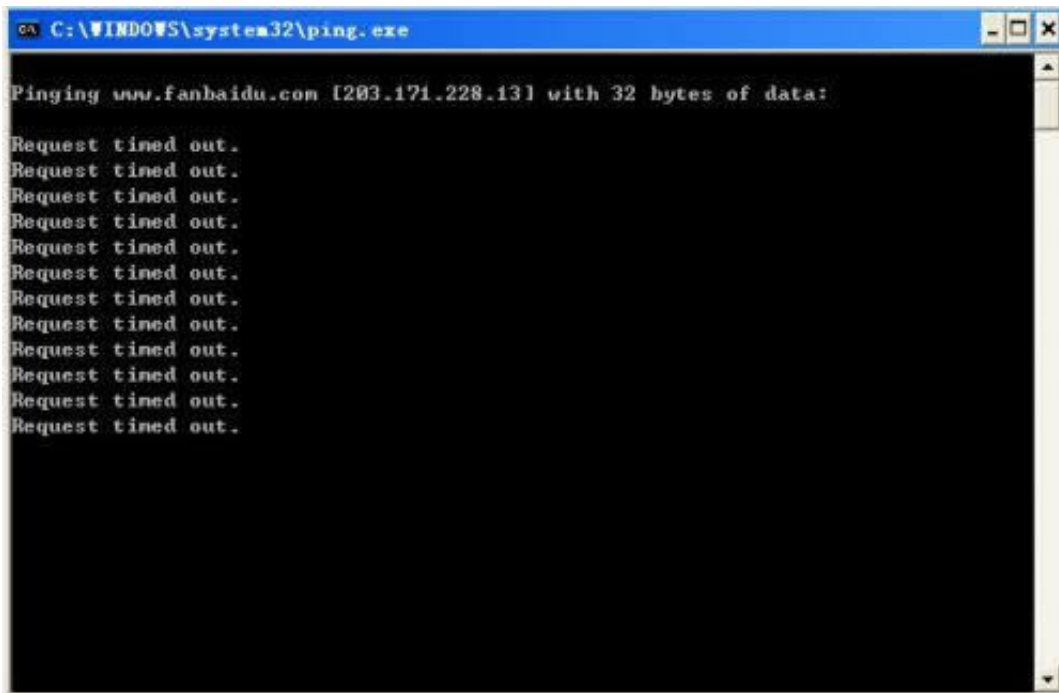 C:\WINDOWS\system32\ping.exe
Pinging www.fanbaidu.com [203.171.228.13] with 32 bytes of data:
Request timed out.
Request timed out.
Request timed out.
Request timed out.
Request timed out.
Request timed out.
Request timed out.
Request timed out.
Request timed out.
Request timed out.
Request timed out.
Request timed out.